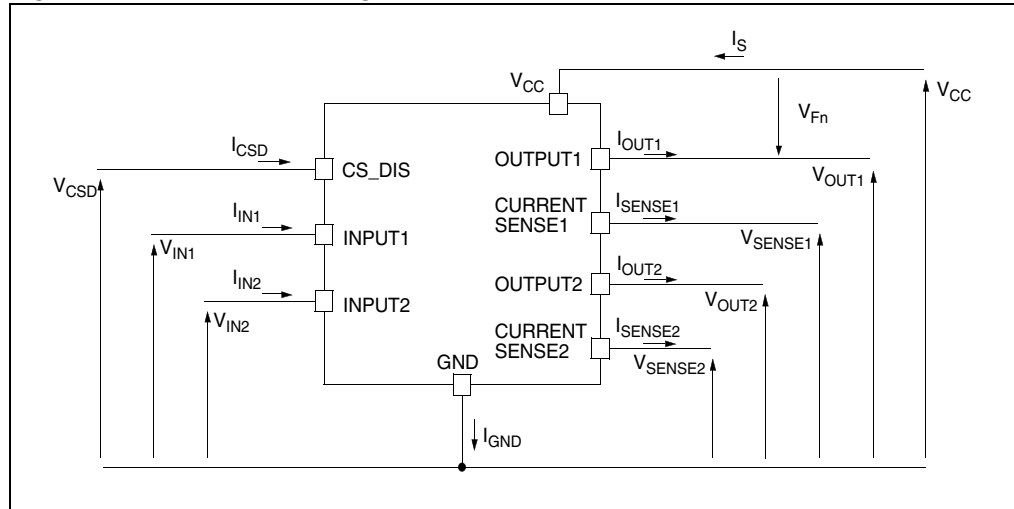 I_S
V_CC
V_CC
V_Fn
I_CSD
I_OUT1
OUTPUT1
CS_DIS
V_OUT1
V_CSD
CURRENT
SENSE1
I_SENSE1
I_IN1
INPUT1
V_IN1
V_SENSE1
I_OUT2
I_IN2
OUTPUT2
INPUT2
V_OUT2
V_IN2
I_SENSE2
CURRENT
SENSE2
GND
V_SENSE2
I_GND